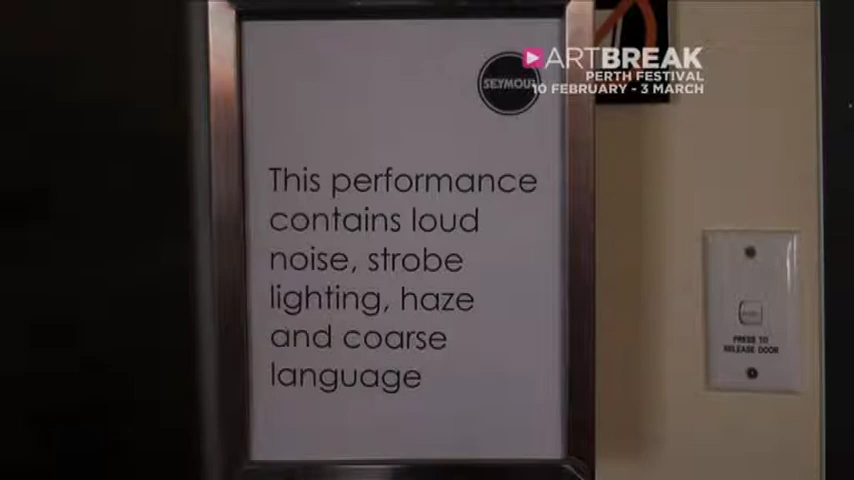 ARTBREAK
PERTH FESTIVAL
10 FEBRUARY - 3 MARCH
SEYMOUR
This performance
contains loud
noise, strobe
lighting, haze
and coarse
language
PRESS TO
RELEASE DOOR